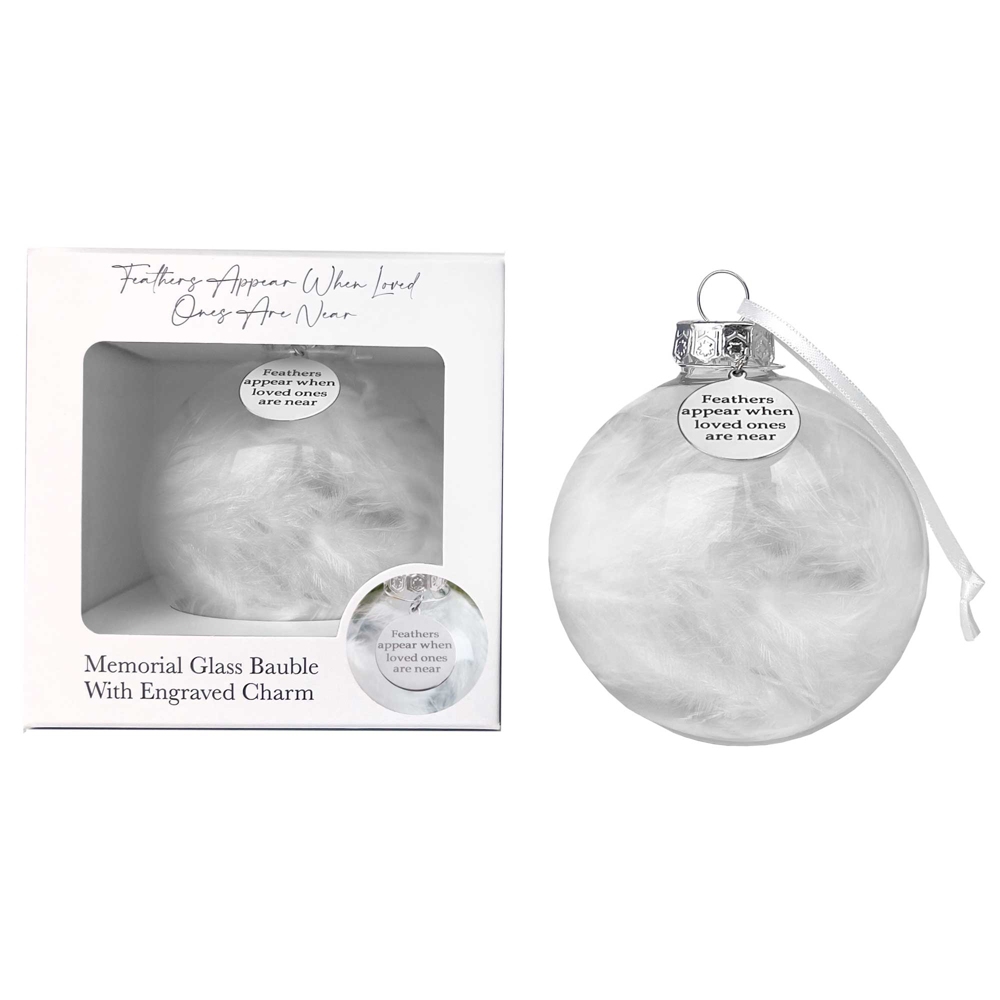 Feathers Appear When Loved
Ones Are Near
Feathers
appear when
loved ones
are near
Memorial Glass Bauble
With Engraved Charm
Feathers
appear when
loved ones
are near
Feathers
appear when
loved ones
are near